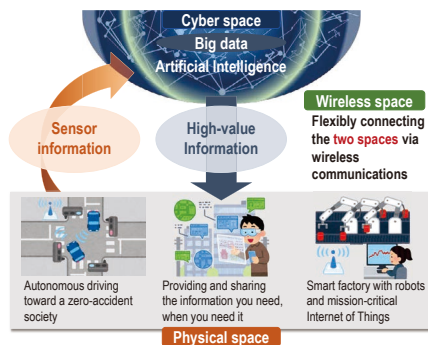 Cyber space
Big data
Artificial Intelligence
Wireless space
Flexibly connecting
the two spaces via
wireless
communications
Sensor
information
High-value
Information
Autonomous driving
toward a zero-accident
society
Providing and sharing
the information you need,
when you need it
Smart factory with robots
and mission-critical
Internet of Things
Physical space